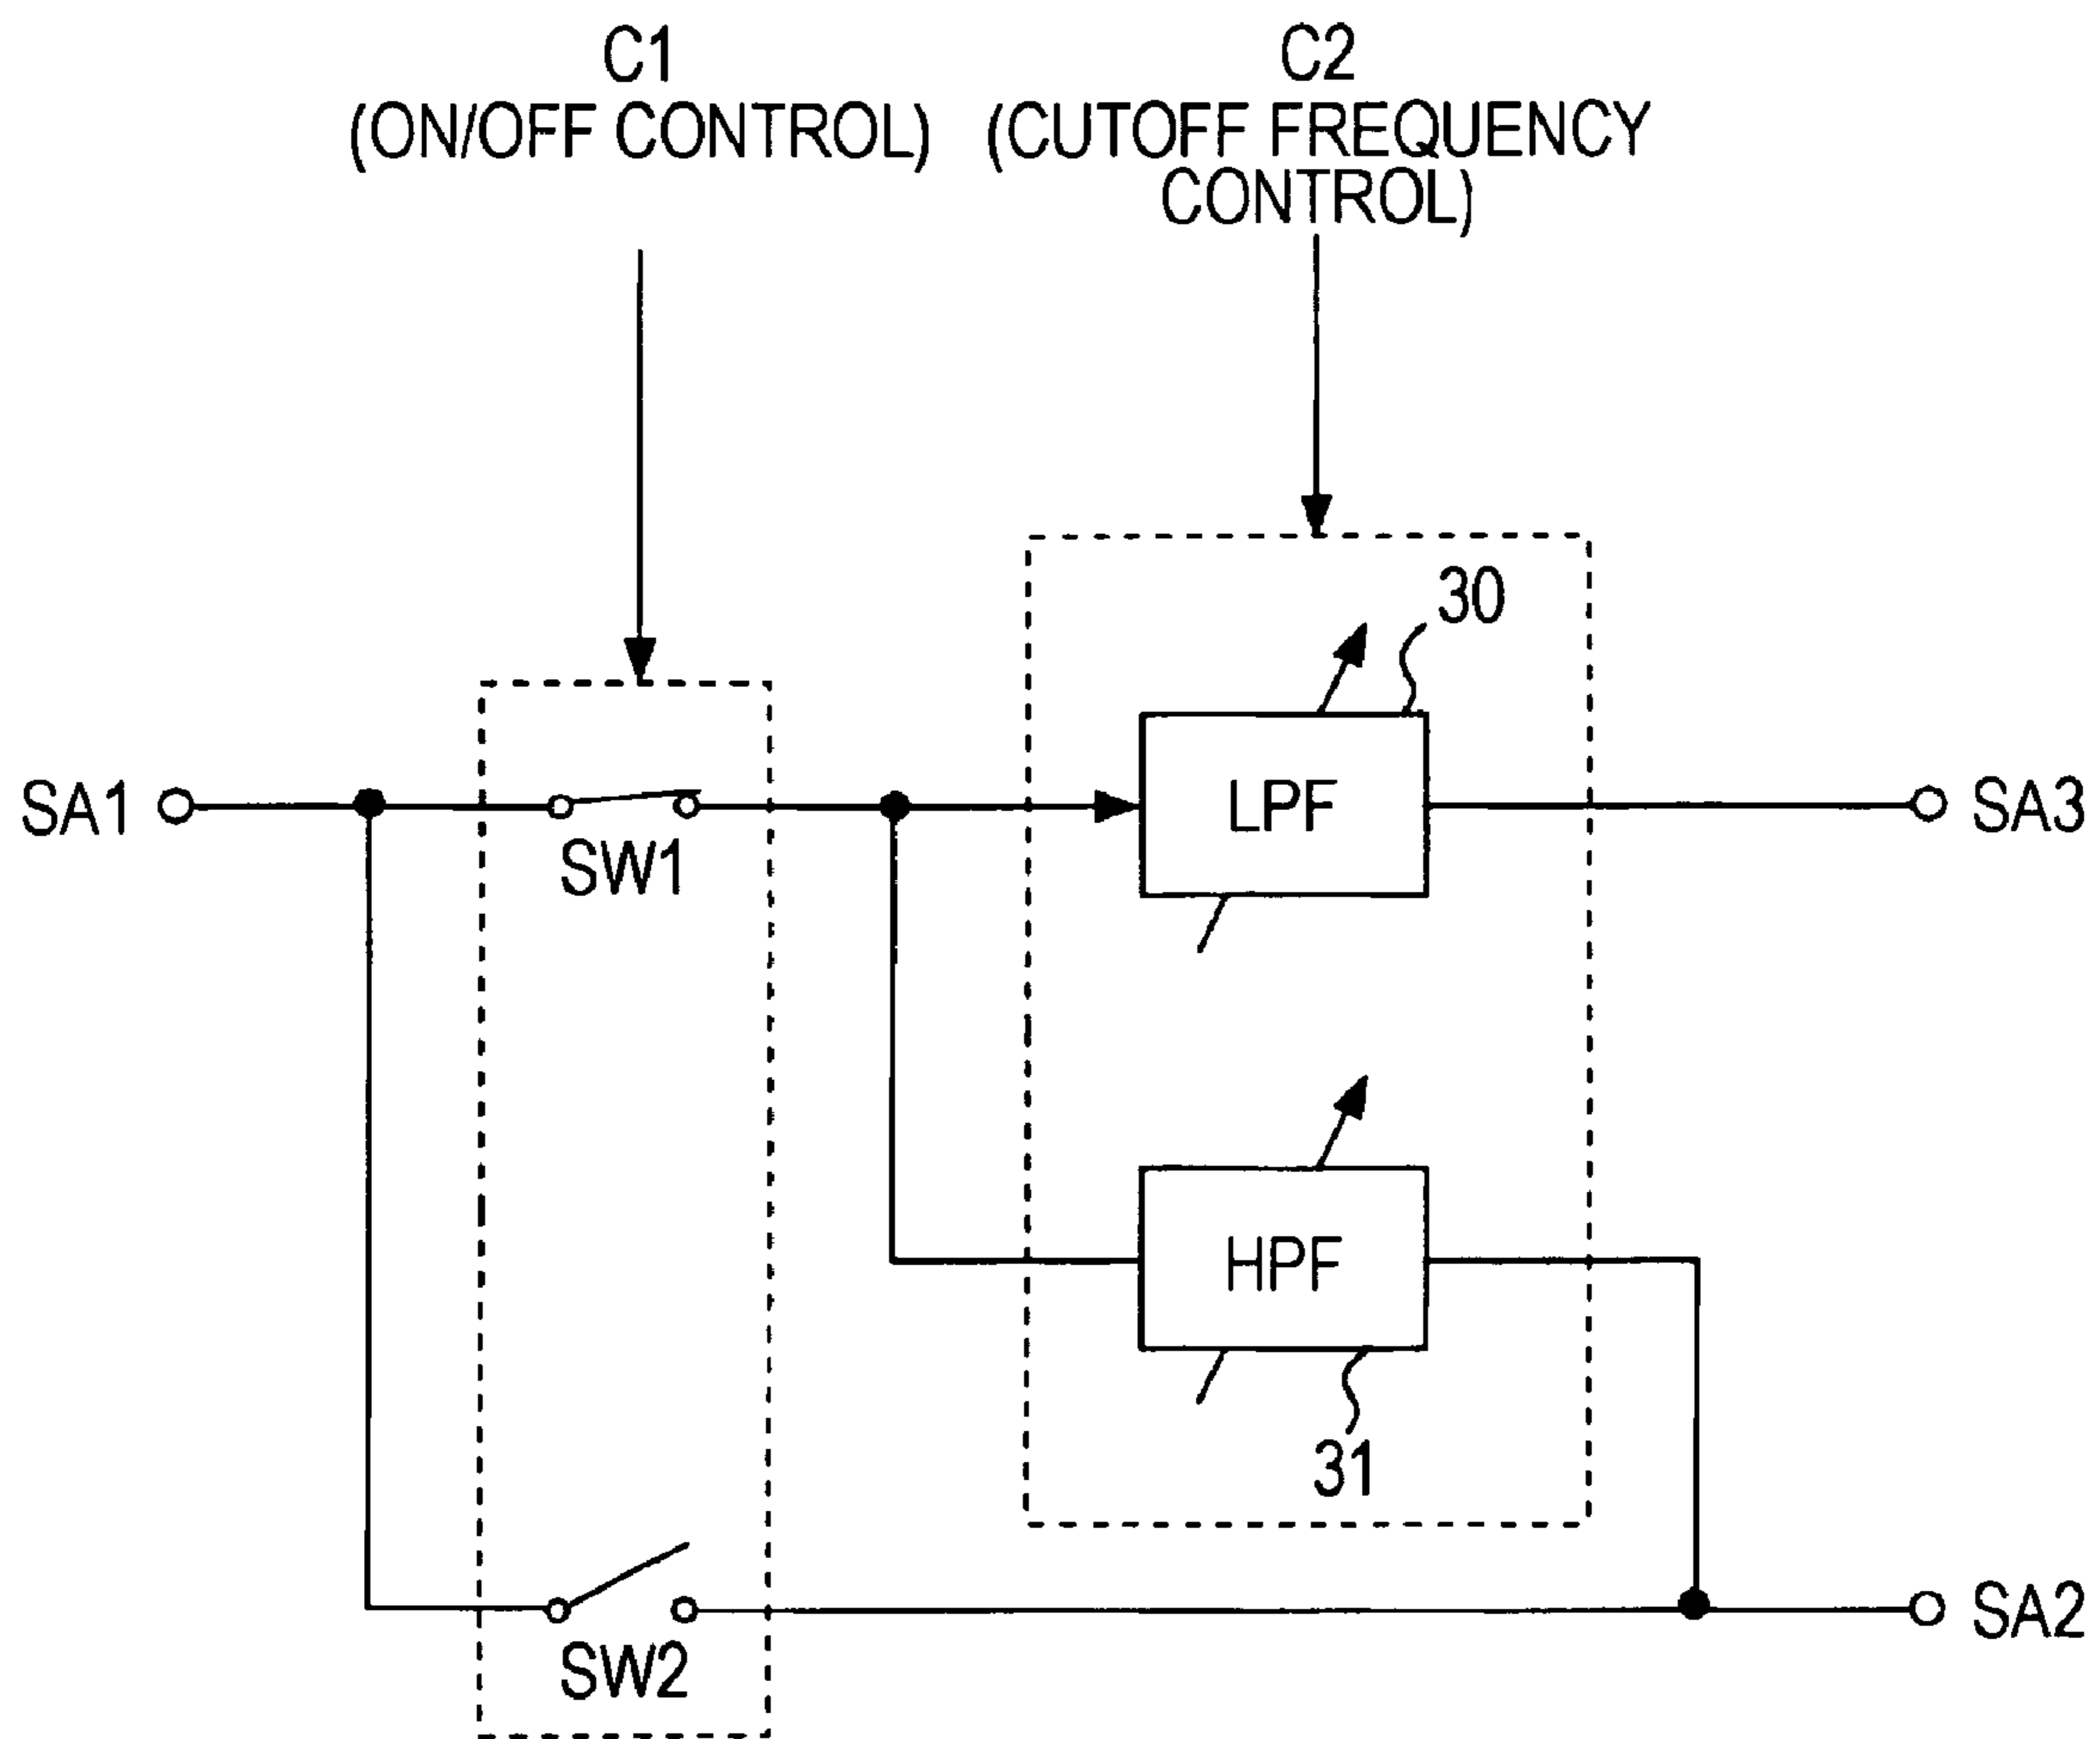 C1
(ON/OFF CONTROL)
C2
(CUTOFF FREQUENCY
CONTROL)
30
SA1
SW1
LPF
SA3
HPF
31
SW2
SA2